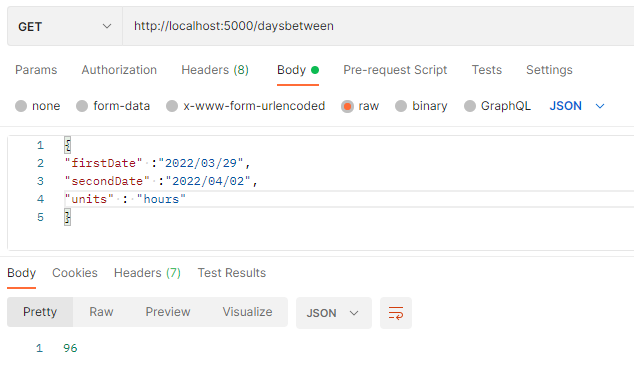 GET http://localhost:5000/daysbetween
Params Authorization Headers (8) Body Pre-request Script Tests Settings
none form-data x-www-form-urlencoded raw binary GraphQL JSON
1 {
2 "firstDate" :"2022/03/29",
3 "secondDate" :"2022/04/02",
4 "units" : "hours"
5 }
Body Cookies Headers (7) Test Results
Pretty Raw Preview Visualize JSON
1 96